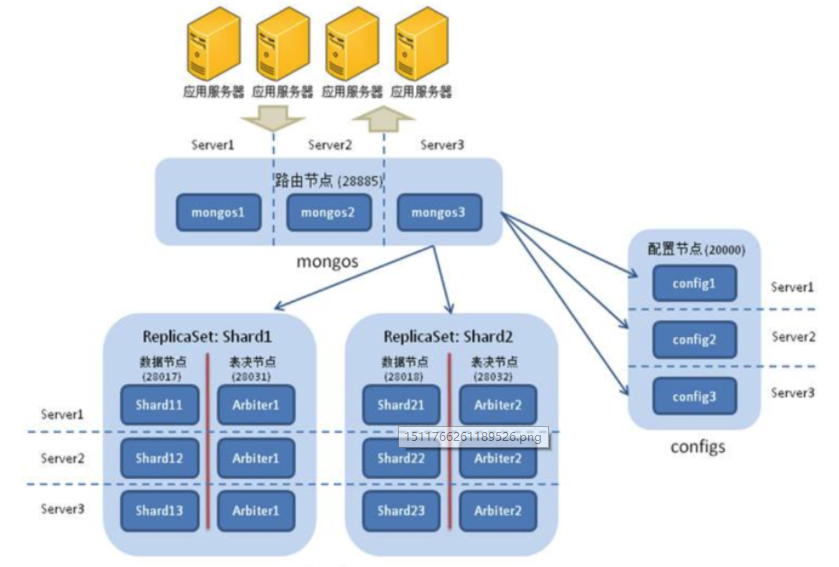 应用服务器 应用服务器 应用服务器 应用服务器
Server1 Server2 Server3
路由节点 (28885)
mongos1 mongos2 mongos3
mongos
配置节点 (20000)
config1 Server1
config2 Server2
config3 Server3
configs
ReplicaSet: Shard1 ReplicaSet: Shard2
数据节点 表决节点 数据节点 表决节点
(28017) (28031) (28018) (28032)
Server1 Shard11 Arbiter1 Shard21 Arbiter2
1511766261189526.png
Server2 Shard12 Arbiter1 Shard22 Arbiter2
Server3 Shard13 Arbiter1 Shard23 Arbiter2